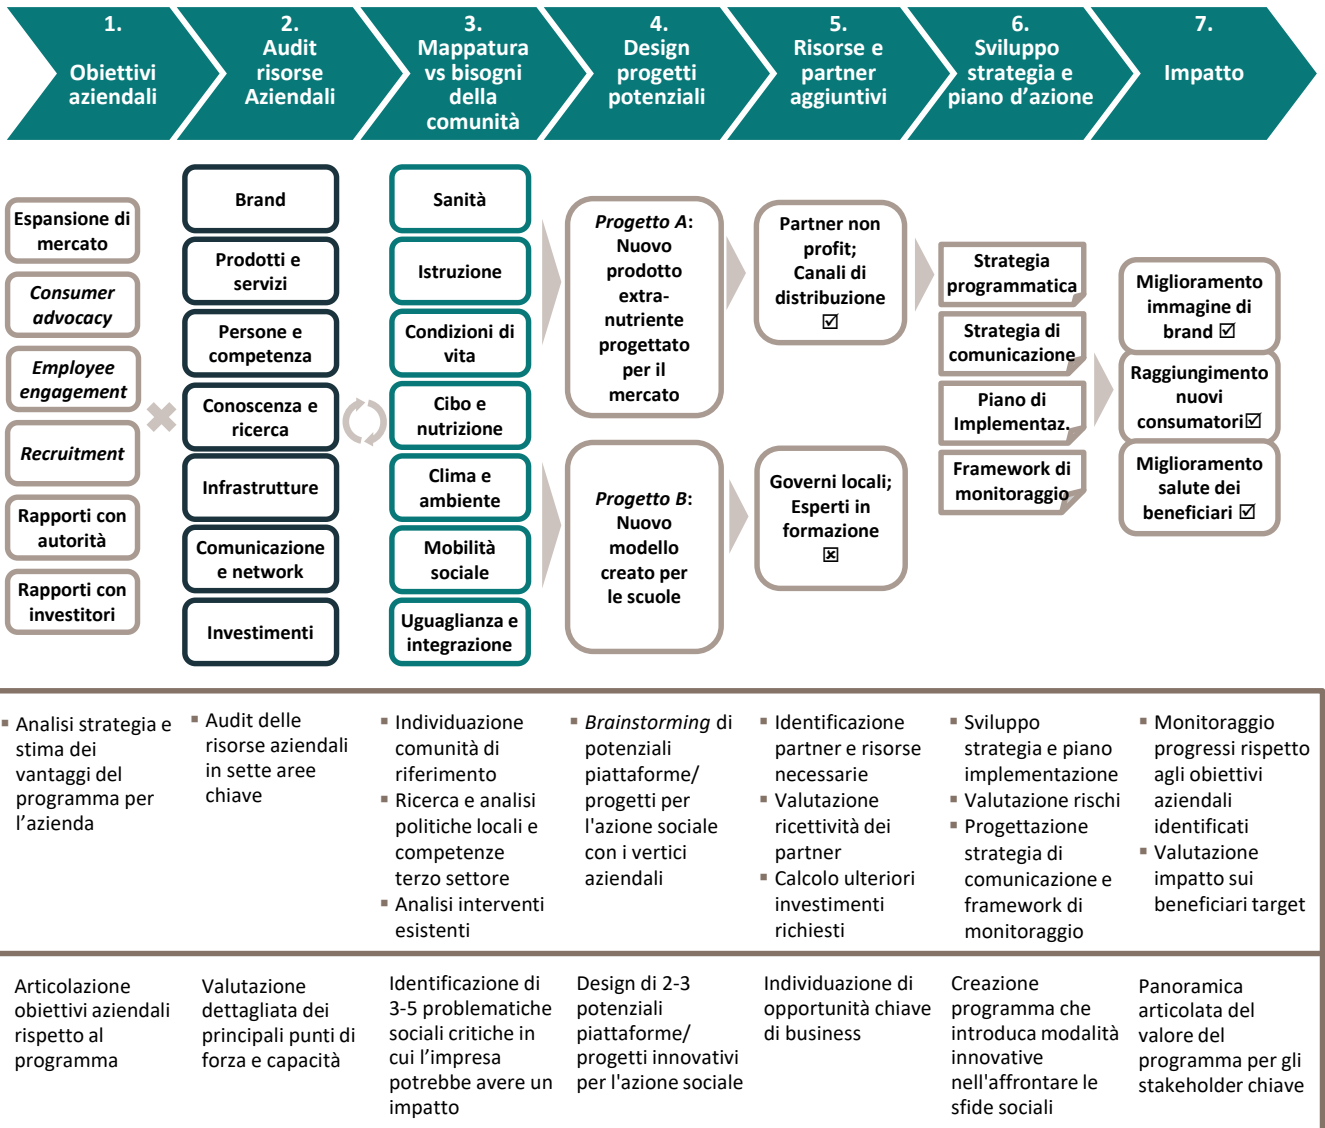 1.
Obiettivi
aziendali
2.
Audit
risorse
Aziendali
3.
Mappatura
vs bisogni
della
comunità
4.
Design
progetti
potenziali
5.
Risorse e
partner
aggiuntivi
6.
Sviluppo
strategia e
piano d’azione
7.
Impatto
Espansione di
mercato
Consumer
advocacy
Employee
engagement
Recruitment
Rapporti con
autorità
Rapporti con
investitori
Brand
Prodotti e
servizi
Persone e
competenza
Conoscenza e
ricerca
Infrastrutture
Comunicazione
e network
Investimenti
Sanità
Istruzione
Condizioni di
vita
Cibo e
nutrizione
Clima e
ambiente
Mobilità
sociale
Uguaglianza e
integrazione
Progetto A:
Nuovo
prodotto
extra-
nutriente
progettato
per il
mercato
Progetto B:
Nuovo
modello
creato per
le scuole
Partner non
profit;
Canali di
distribuzione
☑
Governi locali;
Esperti in
formazione
☒
Strategia
programmatica
Strategia di
comunicazione
Piano di
Implementaz.
Framework di
monitoraggio
Miglioramento
immagine di
brand ☑
Raggiungimento
nuovi
consumatori☑
Miglioramento
salute dei
beneficiari ☑
▪ Analisi strategia e
stima dei
vantaggi del
programma per
l’azienda
▪ Audit delle
risorse aziendali
in sette aree
chiave
▪ Individuazione
comunità di
riferimento
▪ Ricerca e analisi
politiche locali e
competenze
terzo settore
▪ Analisi interventi
esistenti
▪ Brainstorming di
potenziali
piattaforme/
progetti per
l'azione sociale
con i vertici
aziendali
▪ Identificazione
partner e risorse
necessarie
▪ Valutazione
ricettività dei
partner
▪ Calcolo ulteriori
investimenti
richiesti
▪ Sviluppo
strategia e piano
implementazione
▪ Valutazione rischi
▪ Progettazione
strategia di
comunicazione e
framework di
monitoraggio
▪ Monitoraggio
progressi rispetto
agli obiettivi
aziendali
identificati
▪ Valutazione
impatto sui
beneficiari target
Articolazione
obiettivi aziendali
rispetto al
programma
Valutazione
dettagliata dei
principali punti di
forza e capacità
Identificazione di
3-5 problematiche
sociali critiche in
cui l’impresa
potrebbe avere un
impatto
Design di 2-3
potenziali
piattaforme/
progetti innovativi
per l'azione sociale
Individuazione di
opportunità chiave
di business
Creazione
programma che
introduca modalità
innovative
nell'affrontare le
sfide sociali
Panoramica
articolata del
valore del
programma per gli
stakeholder chiave